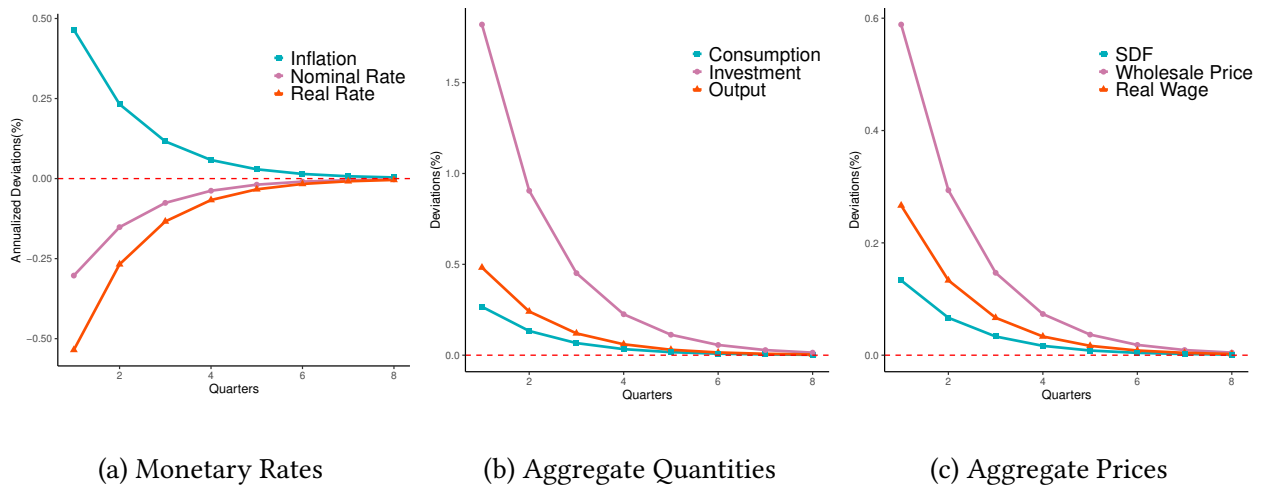 Annualized Deviations(%)
0.50
0.25
0.00
−0.25
−0.50
Inflation
Nominal Rate
Real Rate
2 4 6 8
Quarters
(a) Monetary Rates
Deviations(%)
1.5
1.0
0.5
0.0
Consumption
Investment
Output
2 4 6 8
Quarters
(b) Aggregate Quantities
Deviations(%)
0.6
0.4
0.2
0.0
SDF
Wholesale Price
Real Wage
2 4 6 8
Quarters
(c) Aggregate Prices